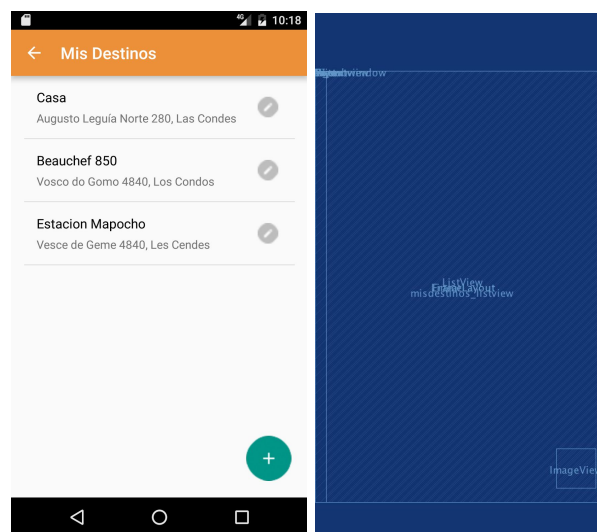 4G 10:18
Mis Destinos
Casa
Augusto Leguía Norte 280, Las Condes
Beauchef 850
Vosco do Gomo 4840, Los Condos
Estacion Mapocho
Vesce de Geme 4840, Les Cendes
ListView
FrameLayout
misdestinos_listview
ImageView